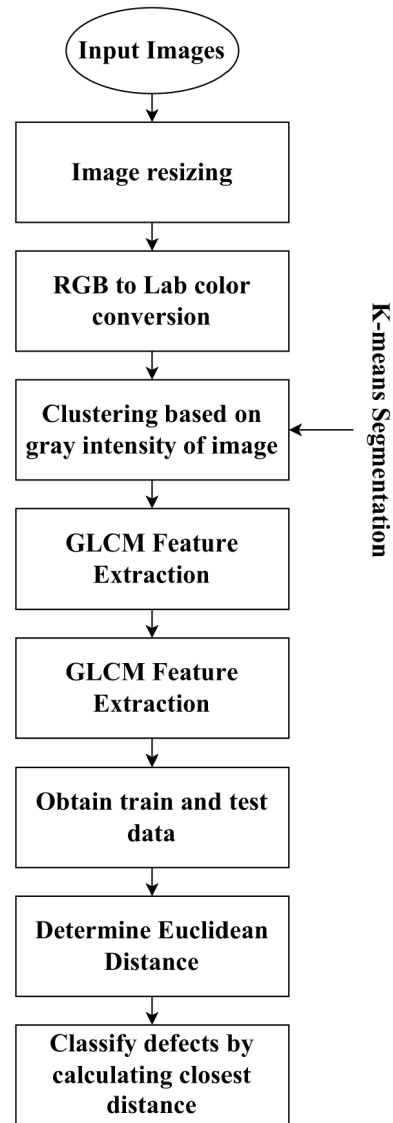 Input Images
Image resizing
RGB to Lab color
conversion
Clustering based on
gray intensity of image
K-means Segmentation
GLCM Feature
Extraction
GLCM Feature
Extraction
Obtain train and test
data
Determine Euclidean
Distance
Classify defects by
calculating closest
distance